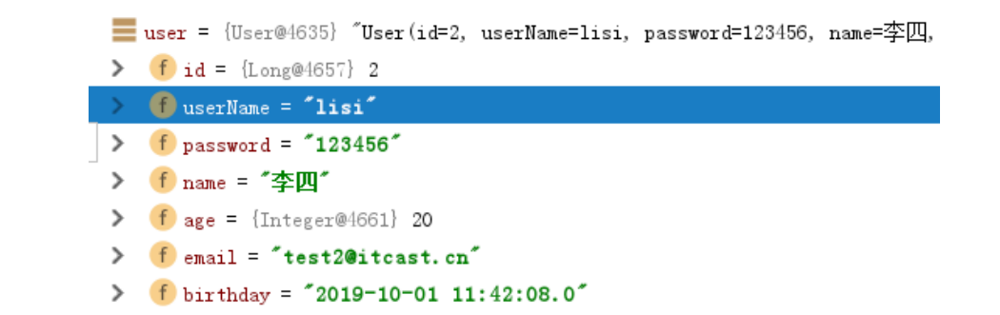 user = {User@4635} "User(id=2, userName=lisi, password=123456, name=李四,
f id = {Long@4657} 2
f userName = "lisi"
f password = "123456"
f name = "李四"
f age = {Integer@4661} 20
f email = "test2@itcast.cn"
f birthday = "2019-10-01 11:42:08.0"